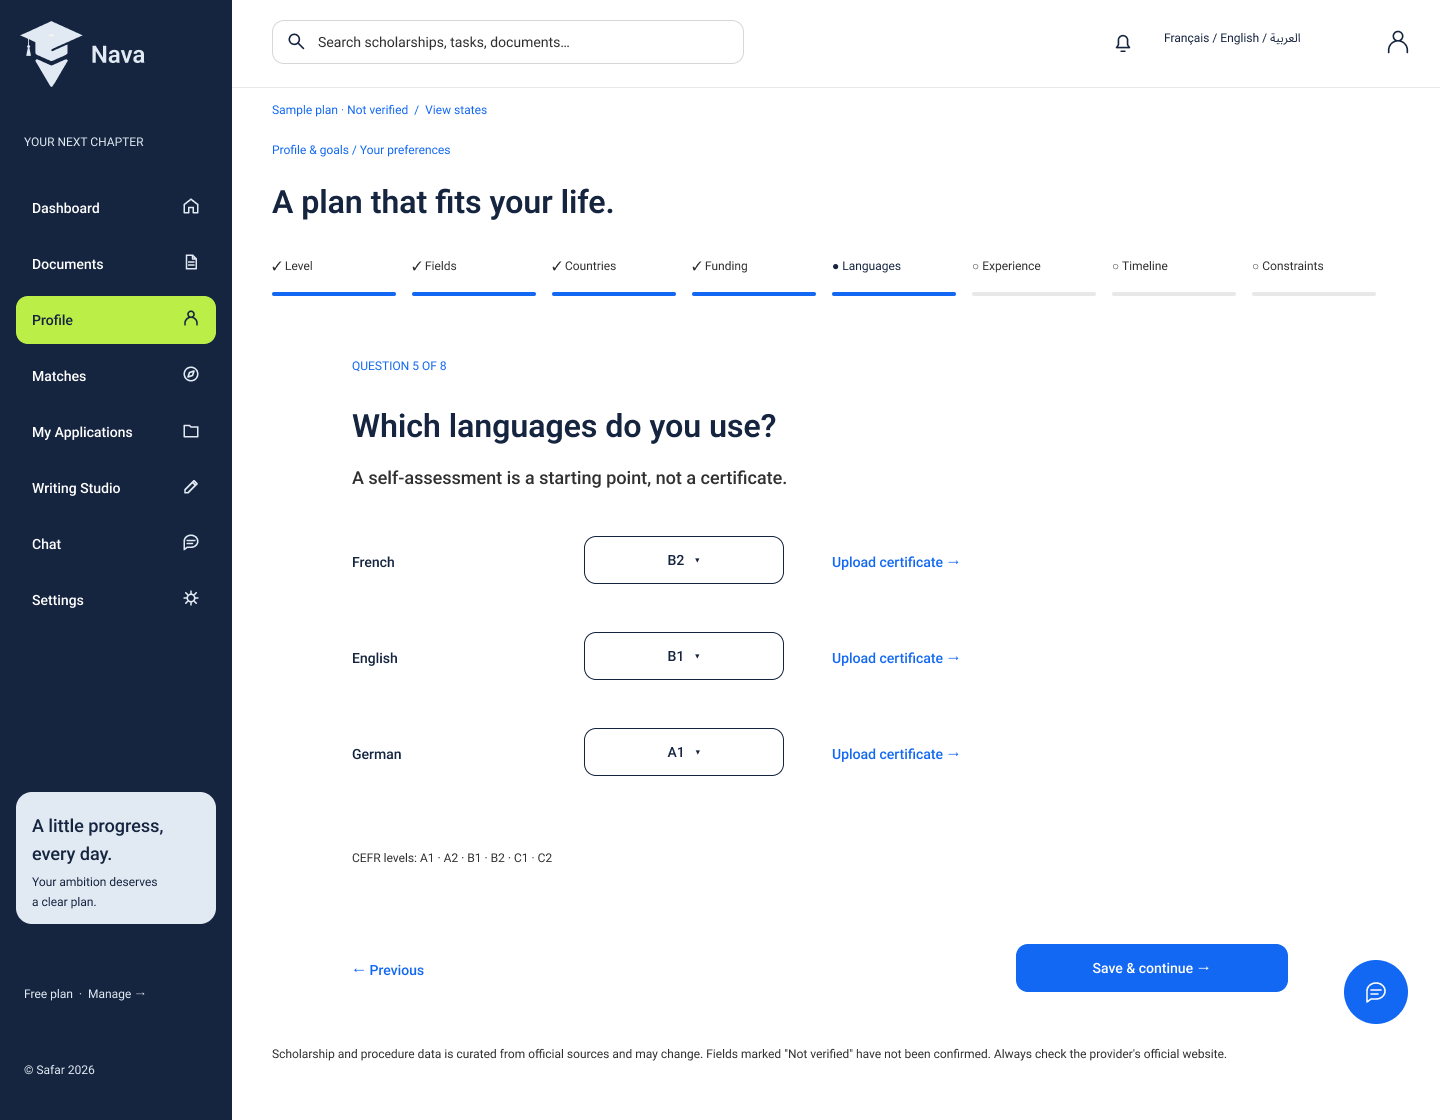 Nava
YOUR NEXT CHAPTER
Dashboard
Documents
Profile
Matches
My Applications
Writing Studio
Chat
Settings
A little progress,
every day.
Your ambition deserves
a clear plan.
Free plan · Manage →
© Safar 2026
Search scholarships, tasks, documents...
Français / English / العربية
Sample plan · Not verified / View states
Profile & goals / Your preferences
A plan that fits your life.
✓ Level
✓ Fields
✓ Countries
✓ Funding
● Languages
○ Experience
○ Timeline
○ Constraints
QUESTION 5 OF 8
Which languages do you use?
A self-assessment is a starting point, not a certificate.
French B2 ▾ Upload certificate →
English B1 ▾ Upload certificate →
German A1 ▾ Upload certificate →
CEFR levels: A1 · A2 · B1 · B2 · C1 · C2
← Previous
Save & continue →
Scholarship and procedure data is curated from official sources and may change. Fields marked "Not verified" have not been confirmed. Always check the provider's official website.